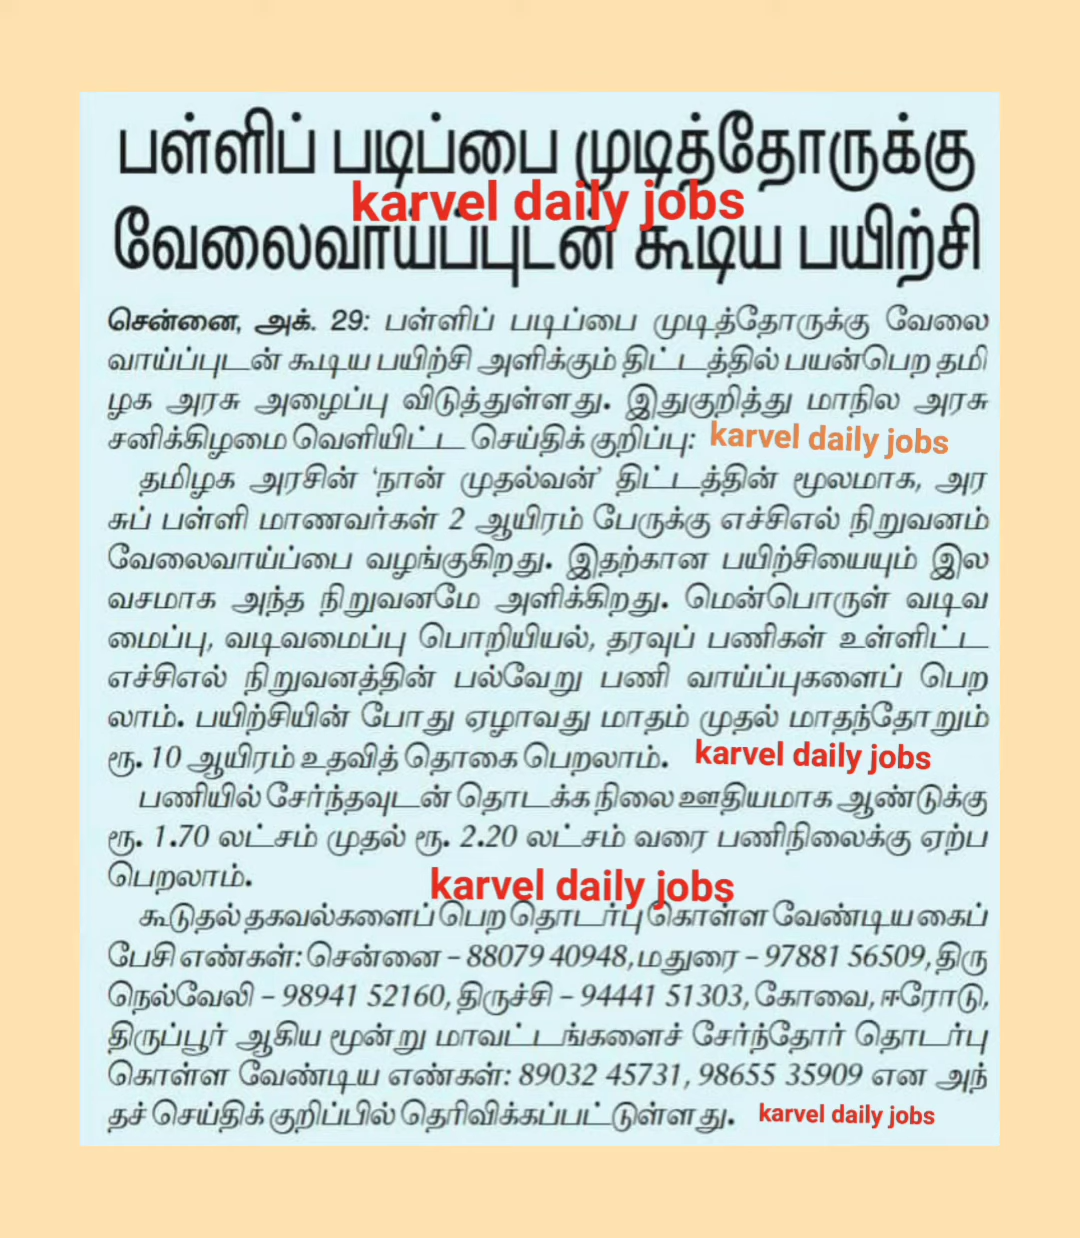 பள்ளிப் படிப்பை முடித்தோருக்கு
karvel daily jobs
வேலைவாய்ப்புடன் கூடிய பயிற்சி
சென்னை, அக். 29: பள்ளிப் படிப்பை முடித்தோருக்கு வேலை
வாய்ப்புடன் கூடிய பயிற்சி அளிக்கும் திட்டத்தில் பயன்பெற தமி
ழக அரசு அழைப்பு விடுத்துள்ளது. இதுகுறித்து மாநில அரசு
சனிக்கிழமை வெளியிட்ட செய்திக் குறிப்பு: karvel daily jobs
தமிழக அரசின் 'நான் முதல்வன்' திட்டத்தின் மூலமாக, அர
சுப் பள்ளி மாணவர்கள் 2 ஆயிரம் பேருக்கு எச்சிஎல் நிறுவனம்
வேலைவாய்ப்பை வழங்குகிறது. இதற்கான பயிற்சியையும் இல
வசமாக அந்த நிறுவனமே அளிக்கிறது. மென்பொருள் வடிவ
மைப்பு, வடிவமைப்பு பொறியியல், தரவுப் பணிகள் உள்ளிட்ட
எச்சிஎல் நிறுவனத்தின் பல்வேறு பணி வாய்ப்புகளைப் பெற
லாம். பயிற்சியின் போது ஏழாவது மாதம் முதல் மாதந்தோறும்
ரூ. 10 ஆயிரம் உதவித் தொகை பெறலாம். karvel daily jobs
பணியில் சேர்ந்தவுடன் தொடக்க நிலை ஊதியமாக ஆண்டுக்கு
ரூ. 1.70 லட்சம் முதல் ரூ. 2.20 லட்சம் வரை பணிநிலைக்கு ஏற்ப
பெறலாம். karvel daily jobs
கூடுதல் தகவல்களைப் பெற தொடர்பு கொள்ள வேண்டிய கைப்
பேசி எண்கள்: சென்னை – 88079 40948, மதுரை – 97881 56509, திரு
நெல்வேலி – 98941 52160, திருச்சி – 94441 51303, கோவை, ஈரோடு,
திருப்பூர் ஆகிய மூன்று மாவட்டங்களைச் சேர்ந்தோர் தொடர்பு
கொள்ள வேண்டிய எண்கள்: 89032 45731, 98655 35909 என அந்
தச் செய்திக் குறிப்பில் தெரிவிக்கப்பட்டுள்ளது. karvel daily jobs